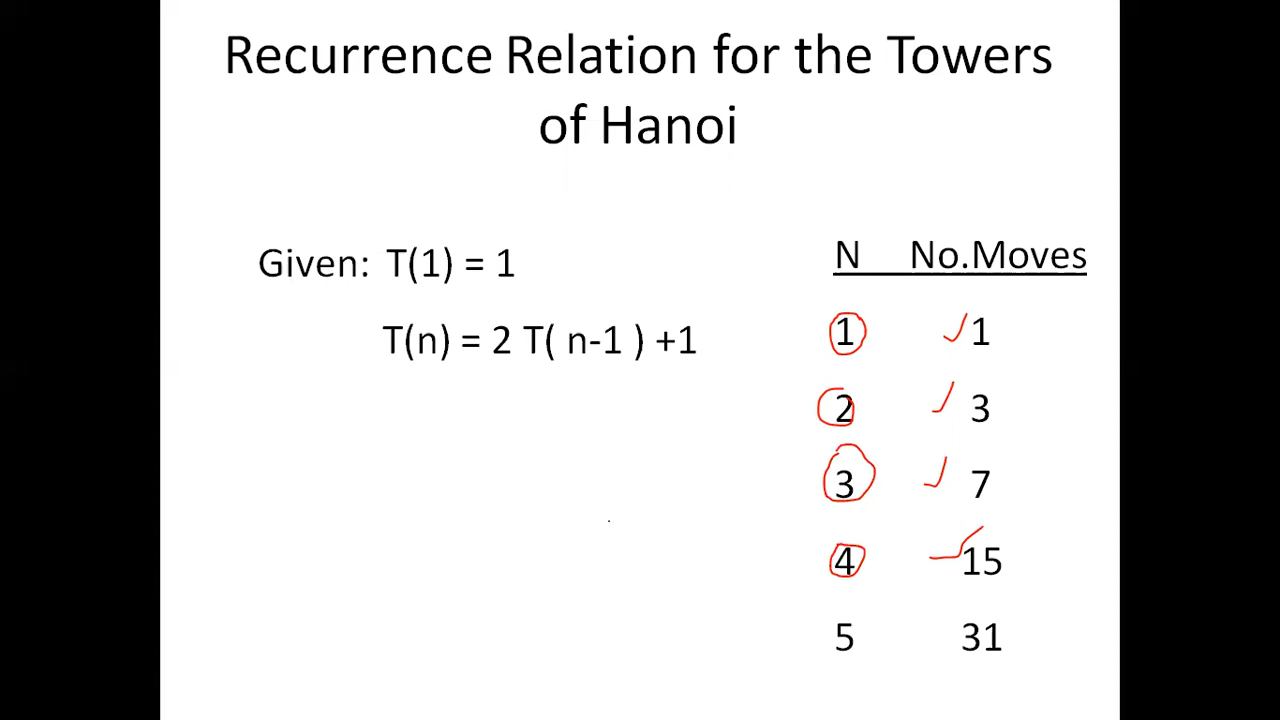 Recurrence Relation for the Towers
of Hanoi
Given: T(1) = 1
T(n) = 2 T( n-1 ) +1
N No.Moves
1 1
2 3
3 7
4 15
5 31